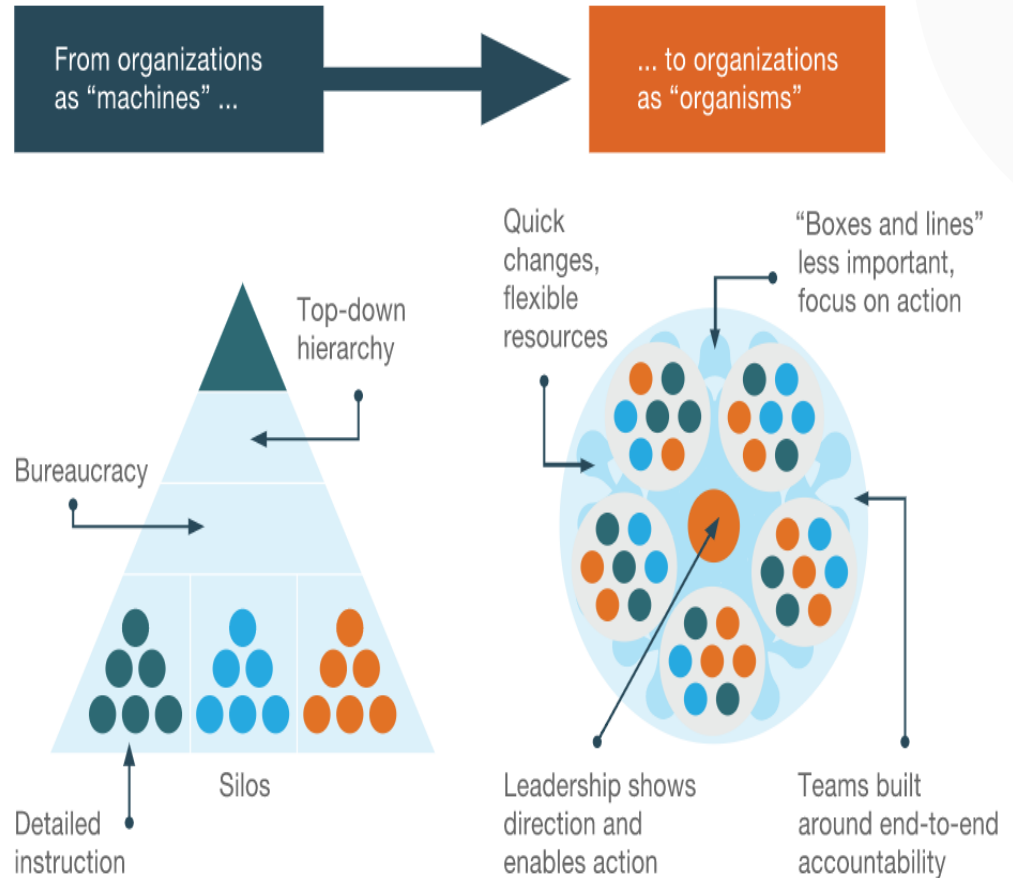 From organizations
as “machines” ...
... to organizations
as “organisms”
Top-down
hierarchy
Bureaucracy
Silos
Detailed
instruction
Quick
changes,
flexible
resources
“Boxes and lines”
less important,
focus on action
Leadership shows
direction and
enables action
Teams built
around end-to-end
accountability